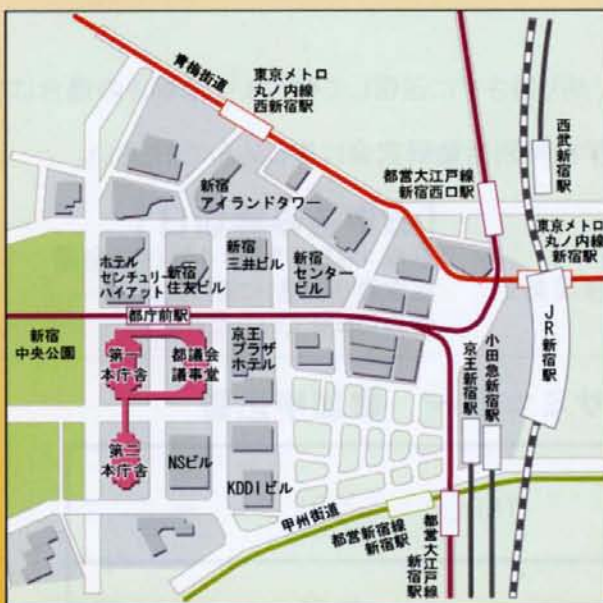 青梅街道
東京メトロ
丸ノ内線
西新宿駅
西武新宿駅
都営大江戸線
新宿西口駅
新宿
アイランドタワー
東京メトロ
丸ノ内線
新宿駅
ホテル
センチュリー
ハイアット
新宿
住友ビル
新宿
三井ビル
新宿
センター
ビル
都庁前駅
新宿
中央公園
第一
本庁舎
都議会
議事堂
京王
プラザ
ホテル
京王新宿駅
小田急新宿駅
JR新宿駅
第二
本庁舎
NSビル
KDDIビル
甲州街道
都営新宿線
新宿駅
都営大江戸線
新宿駅